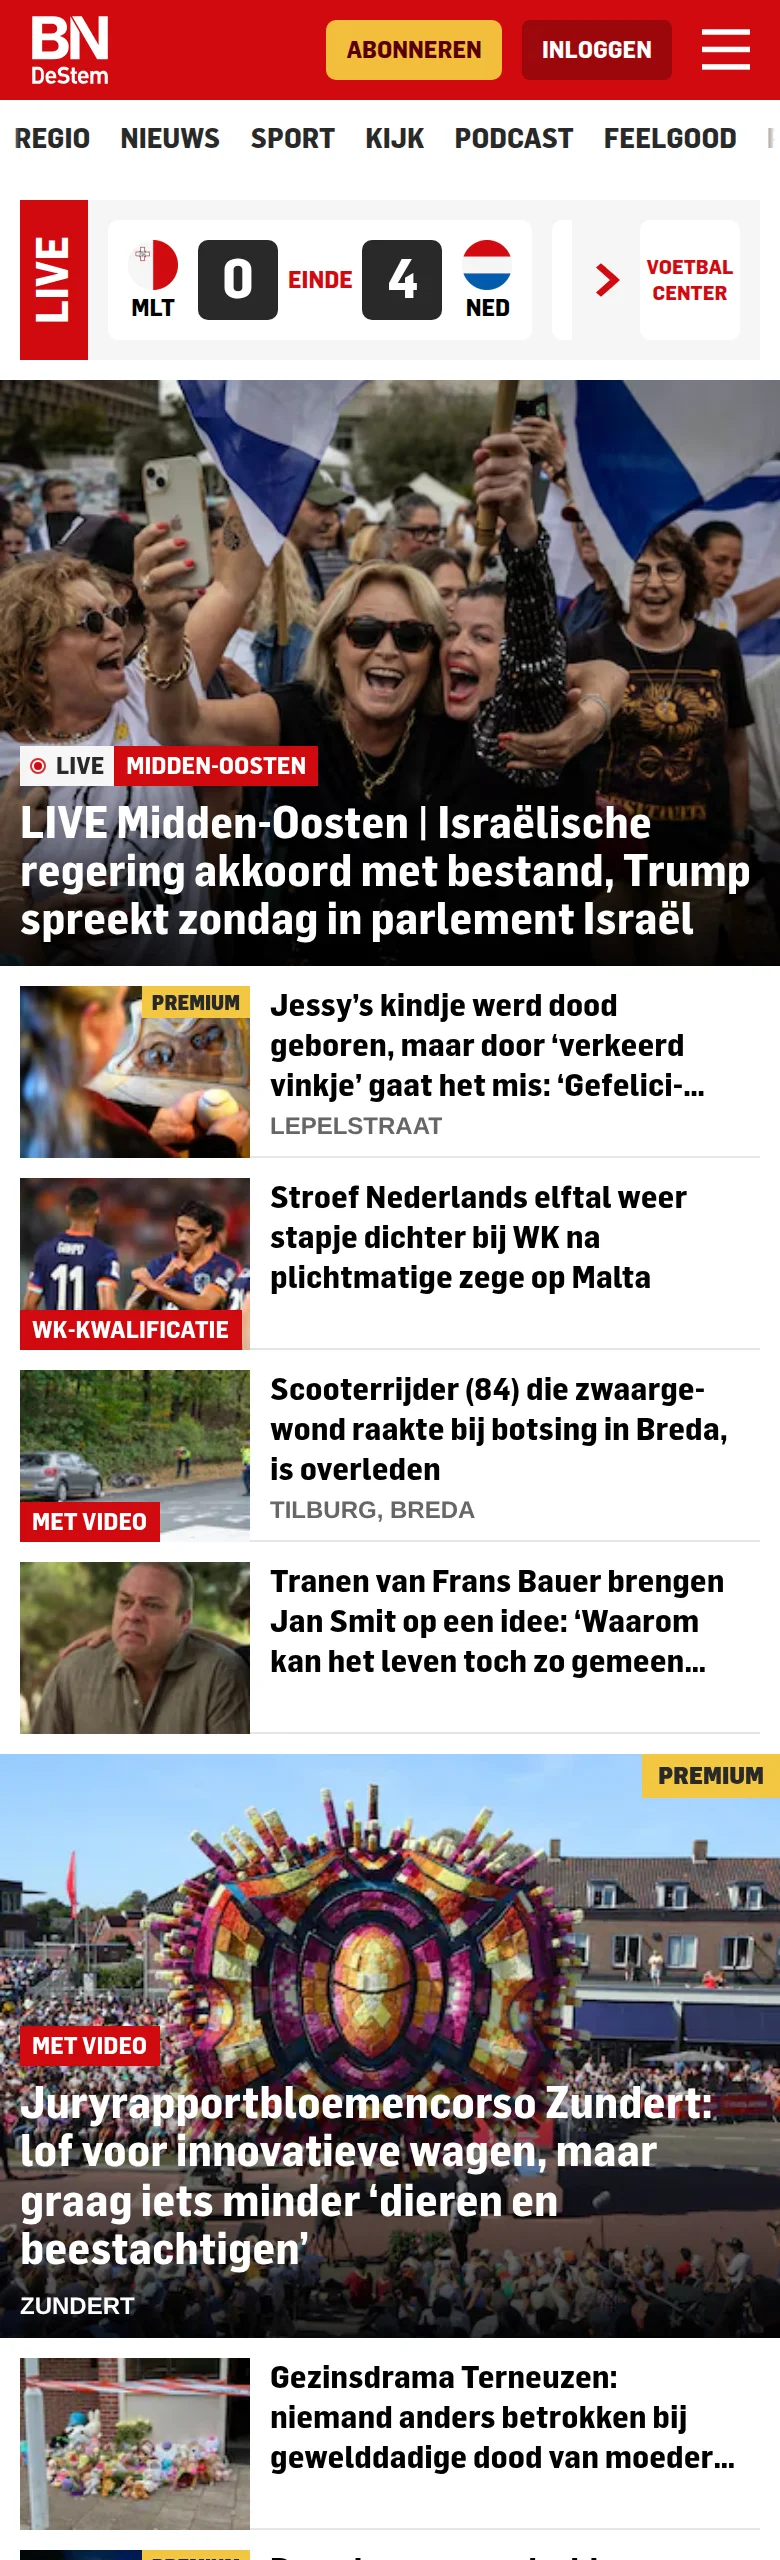 BN
DeStem
ABONNEREN
INLOGGEN
REGIO NIEUWS SPORT KIJK PODCAST FEELGOOD
LIVE
MLT
0
EINDE
4
NED
VOETBAL
CENTER
LIVE MIDDEN-OOSTEN
LIVE Midden-Oosten | Israëlische
regering akkoord met bestand, Trump
spreekt zondag in parlement Israël
PREMIUM
Jessy’s kindje werd dood
geboren, maar door ‘verkeerd
vinkje’ gaat het mis: ‘Gefelici-...
LEPELSTRAAT
11
WK-KWALIFICATIE
Stroef Nederlands elftal weer
stapje dichter bij WK na
plichtmatige zege op Malta
MET VIDEO
Scooterrijder (84) die zwaarge-
wond raakte bij botsing in Breda,
is overleden
TILBURG, BREDA
Tranen van Frans Bauer brengen
Jan Smit op een idee: ‘Waarom
kan het leven toch zo gemeen...
PREMIUM
MET VIDEO
Juryrapportbloemencorso Zundert:
lof voor innovatieve wagen, maar
graag iets minder ‘dieren en
beestachtigen’
ZUNDERT
Gezinsdrama Terneuzen:
niemand anders betrokken bij
gewelddadige dood van moeder...